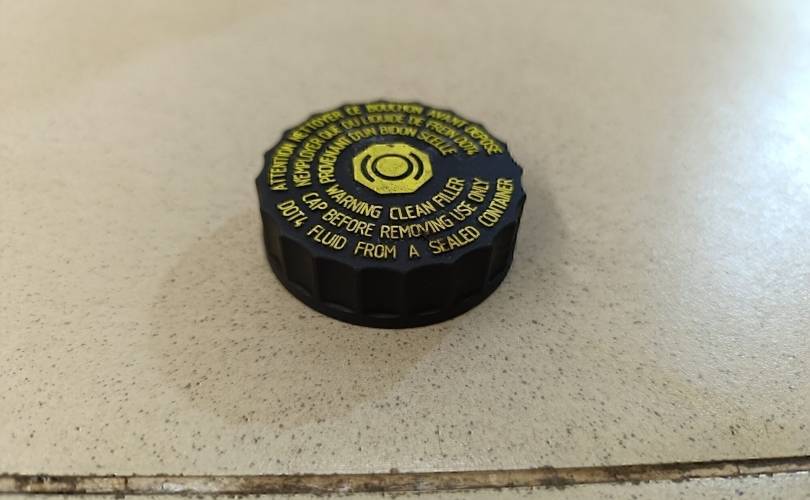 ATTENTION NETTOYER CE BOUCHON AVANT DEPOSE
N'EMPLOYER QUE DU LIQUIDE DE FREIN DOT4
PROVENANT D'UN BIDON SCELLE
WARNING CLEAN FILLER
CAP BEFORE REMOVING USE ONLY
DOT4 FLUID FROM A SEALED CONTAINER